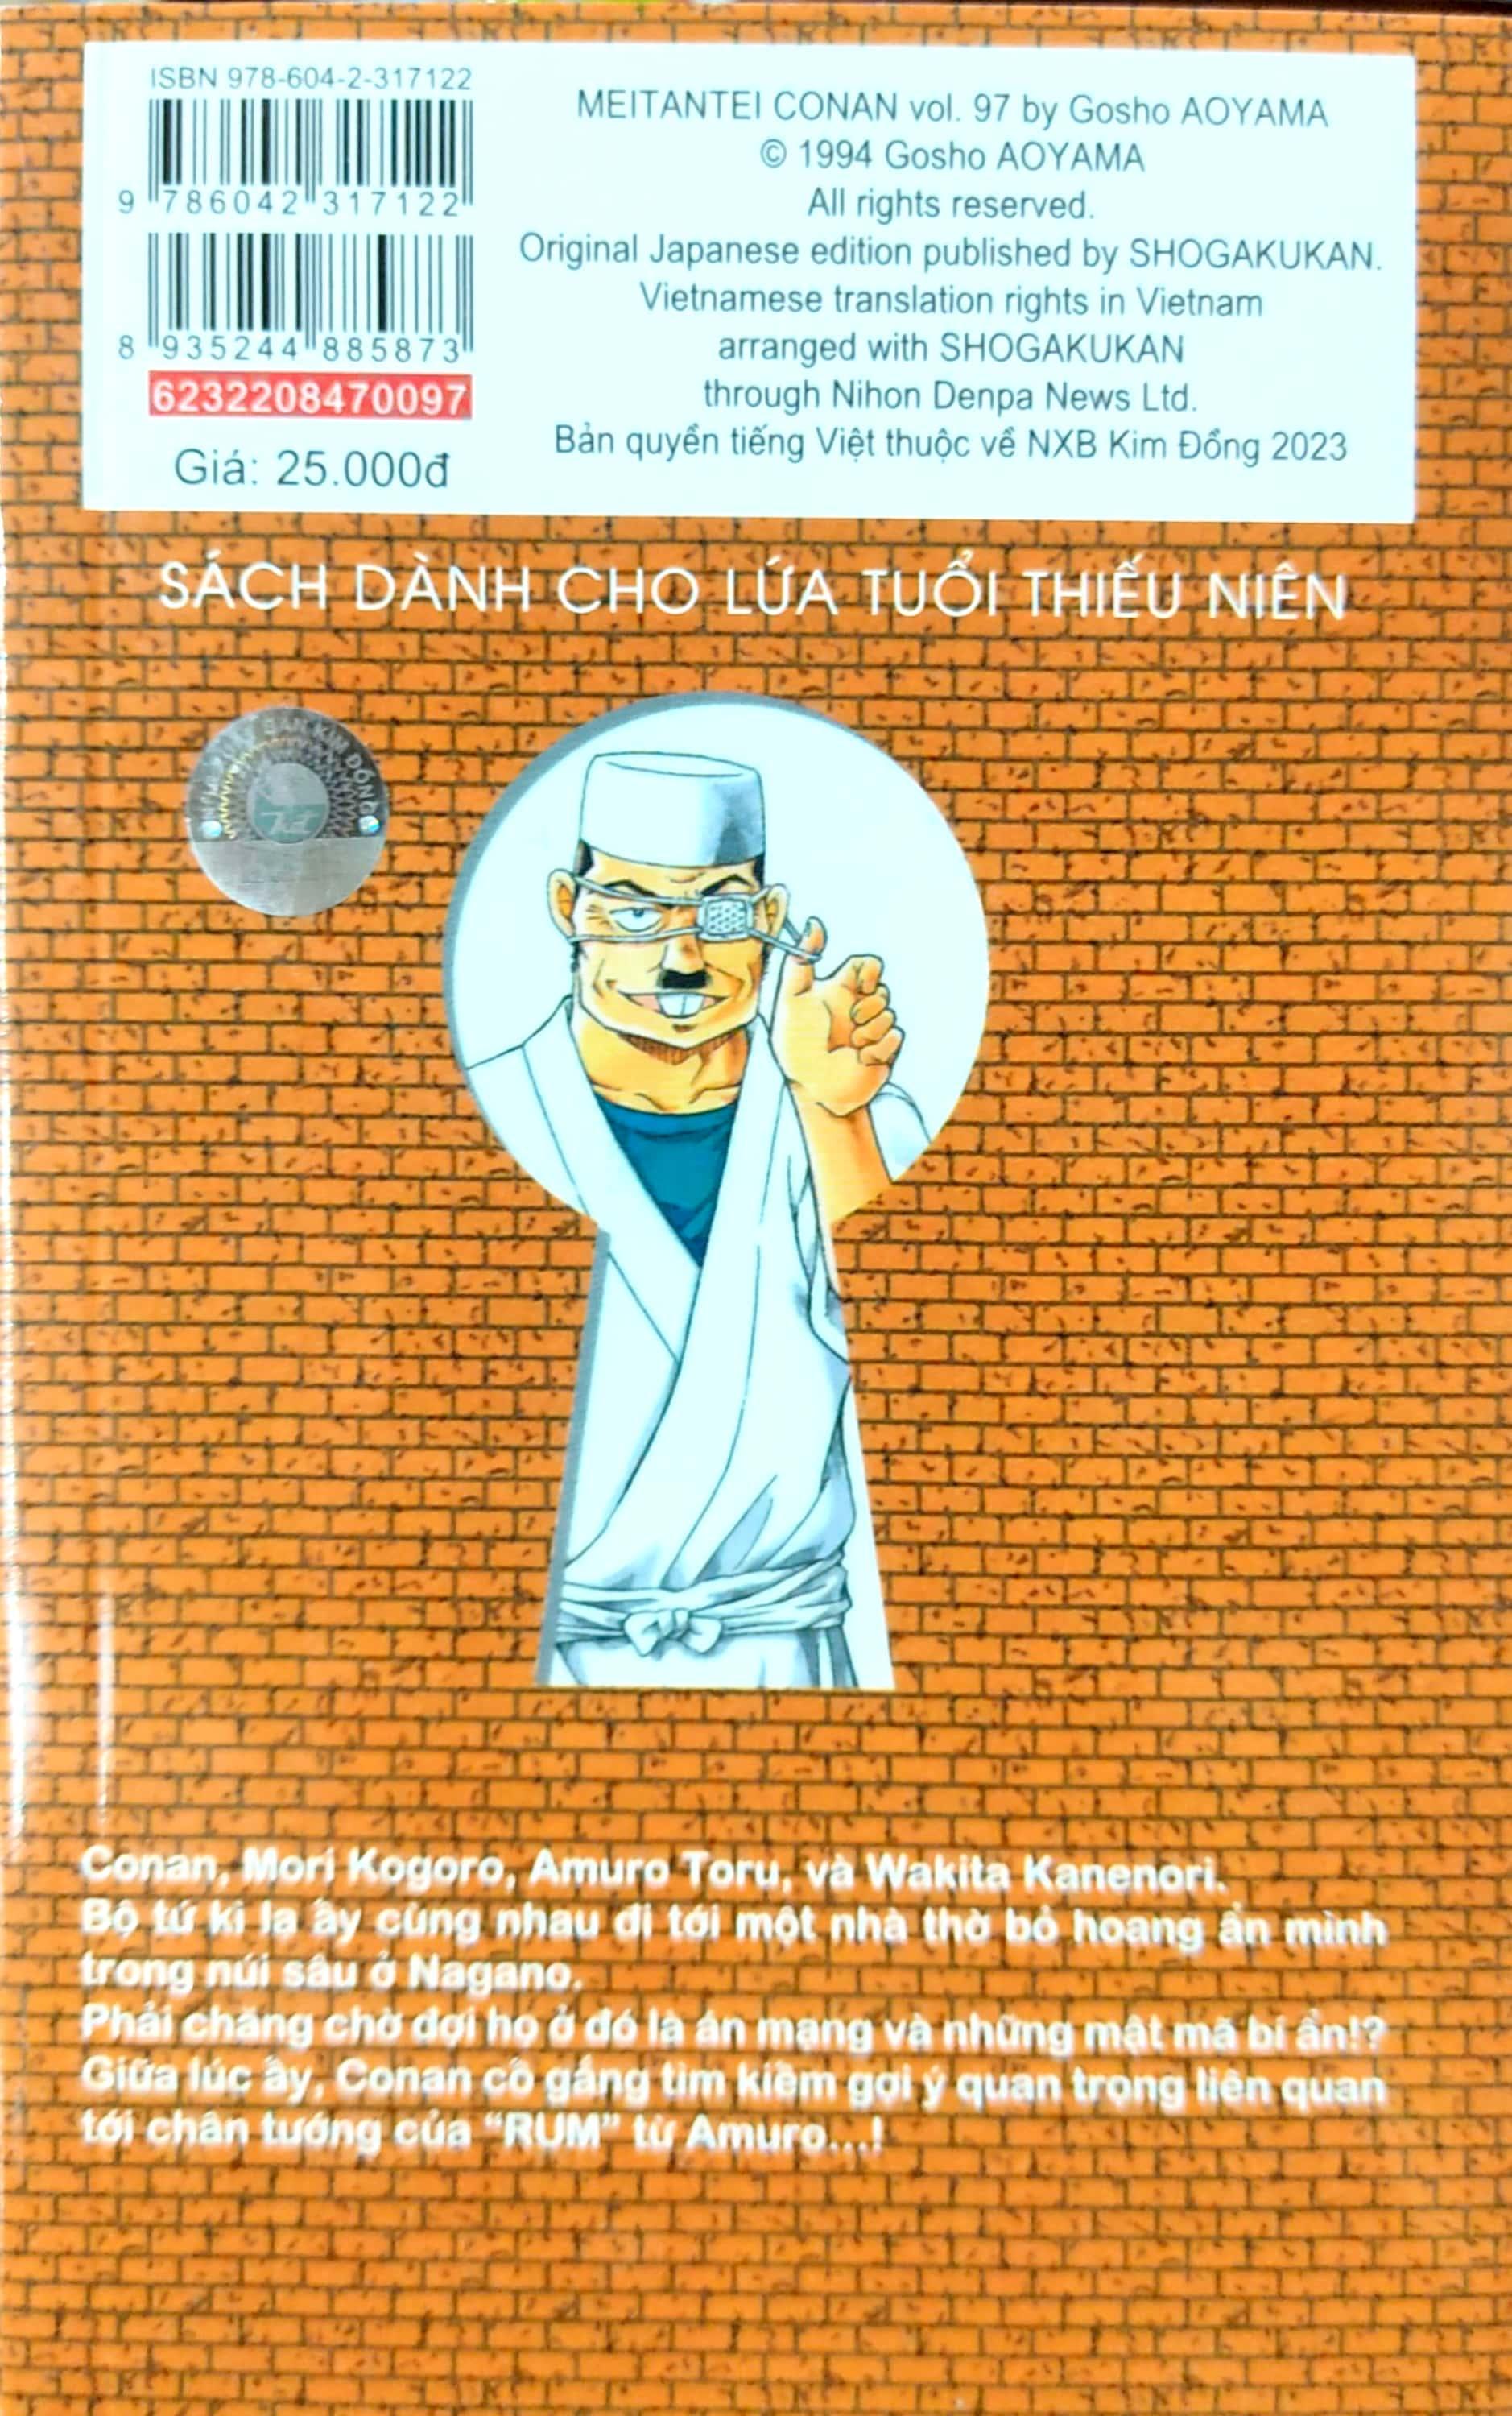 ISBN 978-604-2-317122
9 786042 317122
8 935244 885873
6232208470097
Giá: 25.000đ
MEITANTEI CONAN vol. 97 by Gosho AOYAMA
© 1994 Gosho AOYAMA
All rights reserved.
Original Japanese edition published by SHOGAKUKAN.
Vietnamese translation rights in Vietnam
arranged with SHOGAKUKAN
through Nihon Denpa News Ltd.
Bản quyền tiếng Việt thuộc về NXB Kim Đồng 2023
SÁCH DÀNH CHO LỨA TUỔI THIẾU NIÊN
BẢN KIM ĐỒNG
Conan, Mori Kogoro, Amuro Toru, và Wakita Kanenori.
Bộ tứ kì lạ ấy cùng nhau đi tới một nhà thờ bỏ hoang ẩn mình
trong núi sâu ở Nagano.
Phải chăng chờ đợi họ ở đó là án mạng và những mật mã bí ẩn!?
Giữa lúc ấy, Conan cố gắng tìm kiếm gợi ý quan trọng liên quan
tới chân tướng của “RUM” từ Amuro...!